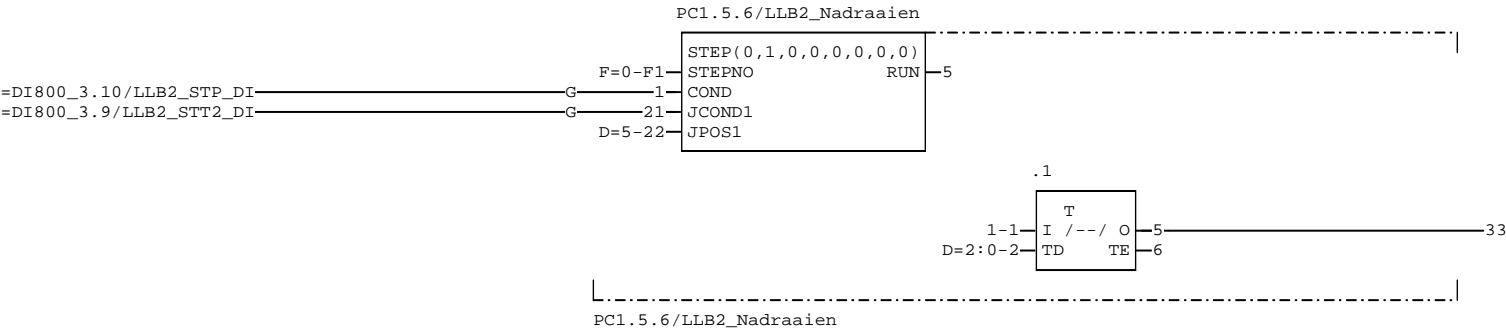 PC1.5.6/LLB2_Nadraaien
STEP(0,1,0,0,0,0,0,0)
F=0-F1 STEPNO RUN 5
=DI800_3.10/LLB2_STP_DI G 1 COND
=DI800_3.9/LLB2_STT2_DI G 21 JCOND1
D=5-22 JPOS1
.1
T
1-1 I /--/ O 5 33
D=2:0-2 TD TE 6
PC1.5.6/LLB2_Nadraaien